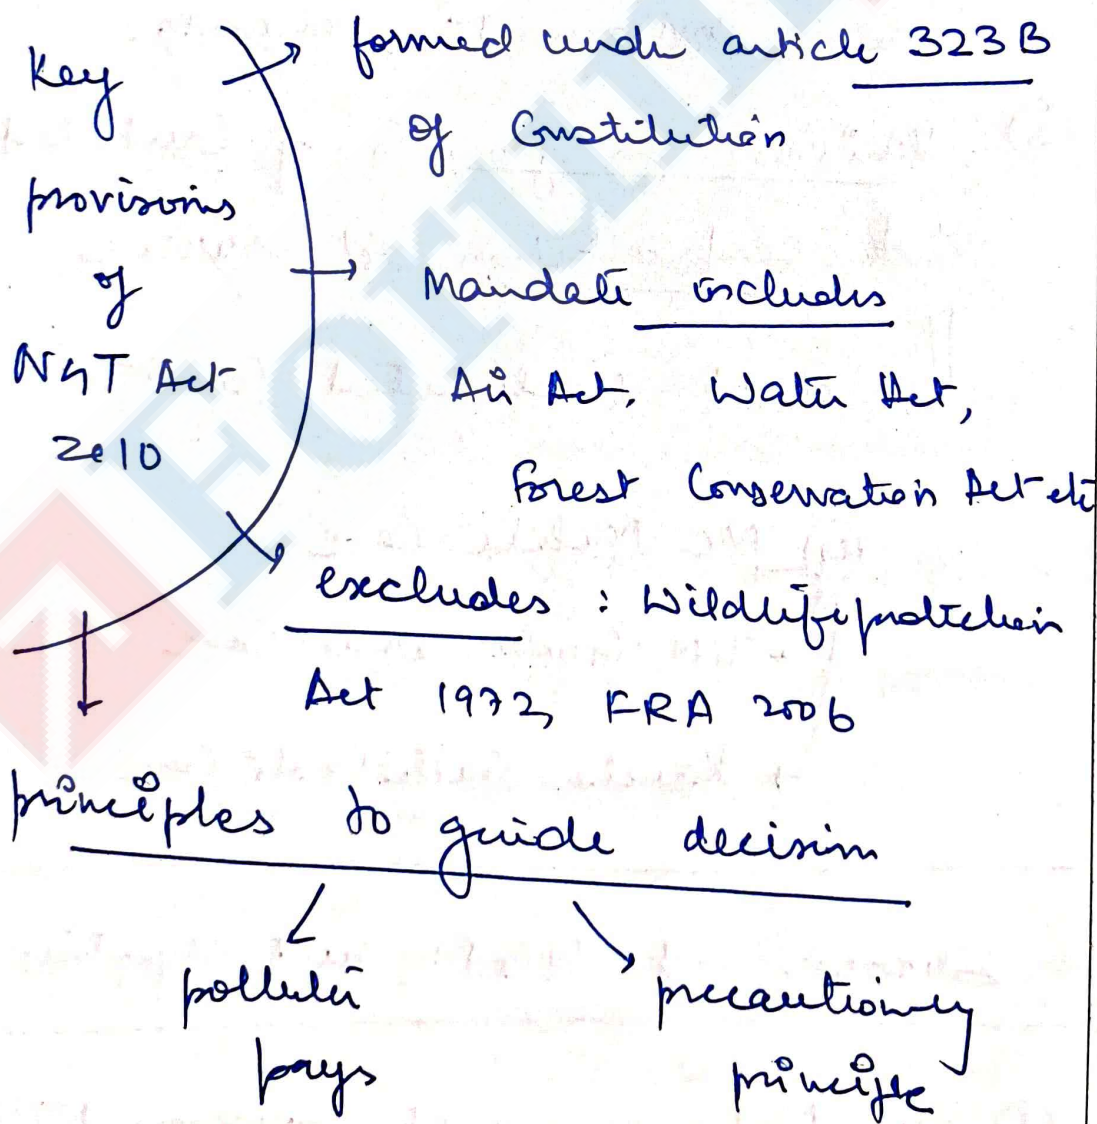 Key
provisions
of
NGT Act
2010
formed under article 323B
of Constitution
Mandate includes
Air Act, Water Act,
Forest Conservation Act etc
excludes : Wildlife protection
Act 1972, FRA 2006
principles to guide decision
polluter
pays
precautionary
principle
Forum